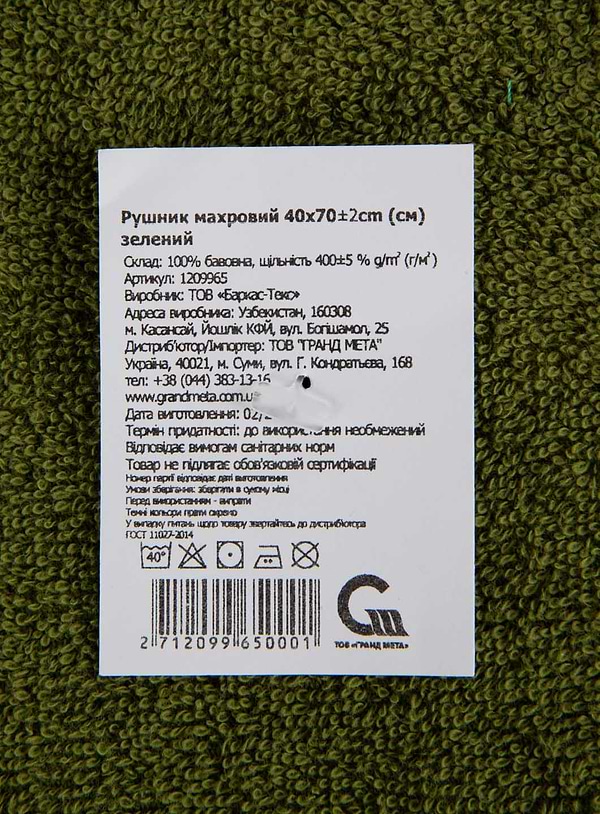 Рушник махровий 40х70±2cm (см)
зелений
Склад: 100% бавовна, щільність 400±5 % g/m² (г/м²)
Артикул: 1209965
Виробник: ТОВ «Баркас-Текс»
Адреса виробника: Узбекистан, 160308
м. Касансай, Йошлік КФЙ, вул. Богішамол, 25
Дистриб'ютор/Імпортер: ТОВ "ГРАНД МЕТА"
Україна, 40021, м. Суми, вул. Г. Кондратьєва, 168
тел: +38 (044) 383-13-16
www.grandmeta.com.u
Дата виготовлення: 02/2
Термін придатності: до використання необмежений
Відповідає вимогам санітарних норм
Товар не підлягає обов'язковій сертифікації
Номер партії відповідає даті виготовлення
Умови зберігання: зберігати в сухому місці
Перед використанням - випрати
Темні кольори прати окремо
У випадку питань щодо товару звертайтесь до дистриб'ютора
ГОСТ 11027-2014
40°
2 712099 650001
Gm
ТОВ «ГРАНД МЕТА»